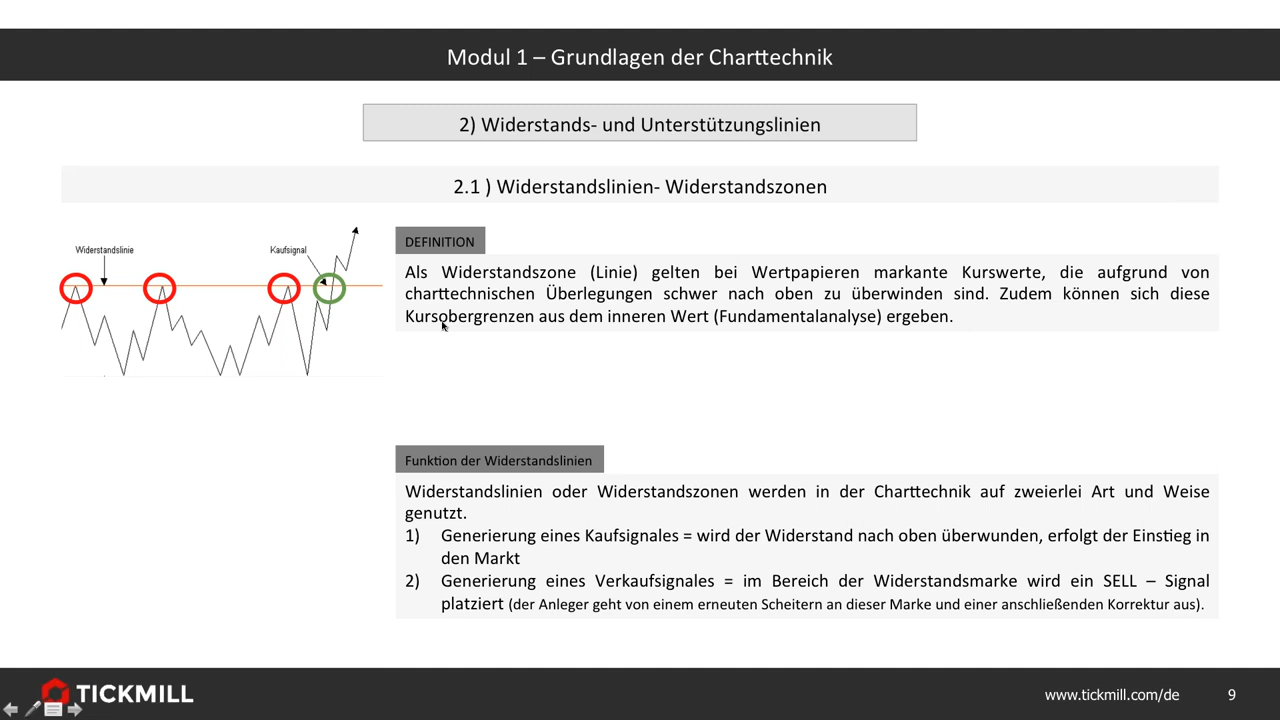 Modul 1 – Grundlagen der Charttechnik
2) Widerstands- und Unterstützungslinien
2.1 ) Widerstandslinien- Widerstandszonen
Widerstandslinie
Kaufsignal
DEFINITION
Als Widerstandszone (Linie) gelten bei Wertpapieren markante Kurswerte, die aufgrund von
charttechnischen Überlegungen schwer nach oben zu überwinden sind. Zudem können sich diese
Kursobergrenzen aus dem inneren Wert (Fundamentalanalyse) ergeben.
Funktion der Widerstandslinien
Widerstandslinien oder Widerstandszonen werden in der Charttechnik auf zweierlei Art und Weise
genutzt.
1) Generierung eines Kaufsignales = wird der Widerstand nach oben überwunden, erfolgt der Einstieg in
den Markt
2) Generierung eines Verkaufsignales = im Bereich der Widerstandsmarke wird ein SELL – Signal
platziert (der Anleger geht von einem erneuten Scheitern an dieser Marke und einer anschließenden Korrektur aus).
TICKMILL
www.tickmill.com/de
9